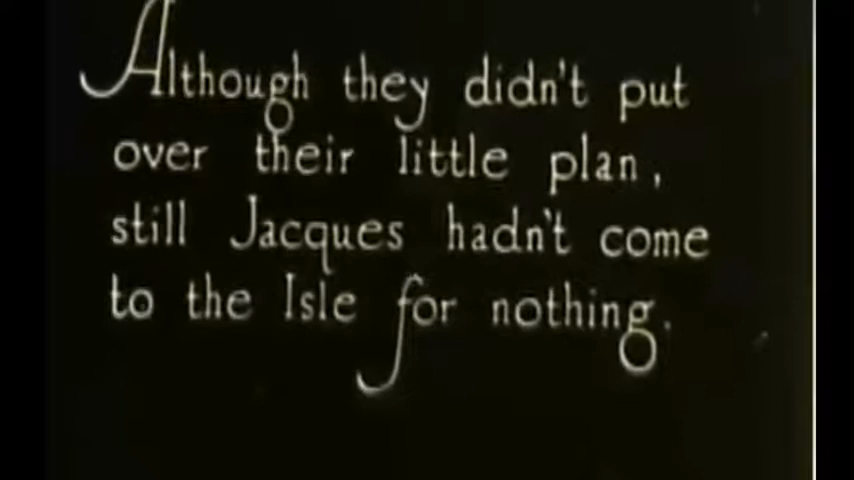 Although they didn't put
over their little plan,
still Jacques hadn't come
to the Isle for nothing.